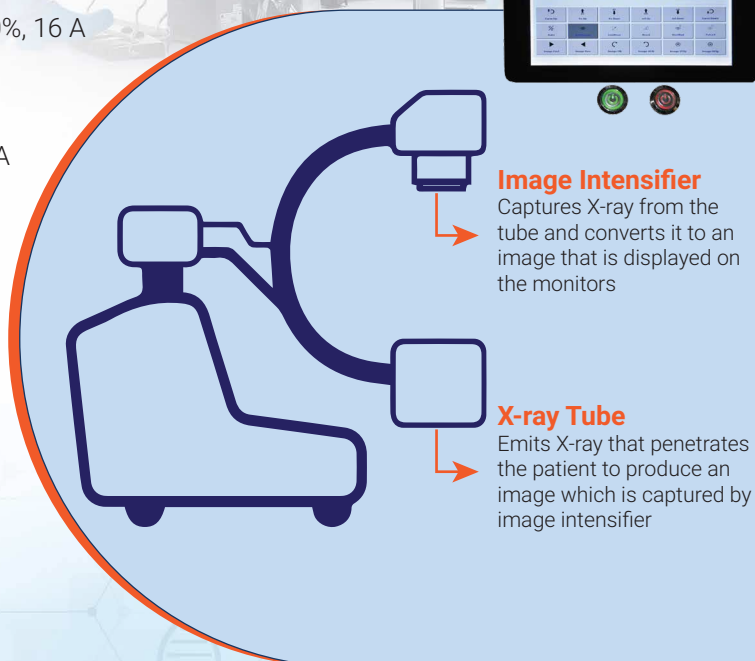 %, 16 A
A
Image Intensifier
Captures X-ray from the
tube and converts it to an
image that is displayed on
the monitors
X-ray Tube
Emits X-ray that penetrates
the patient to produce an
image which is captured by
image intensifier